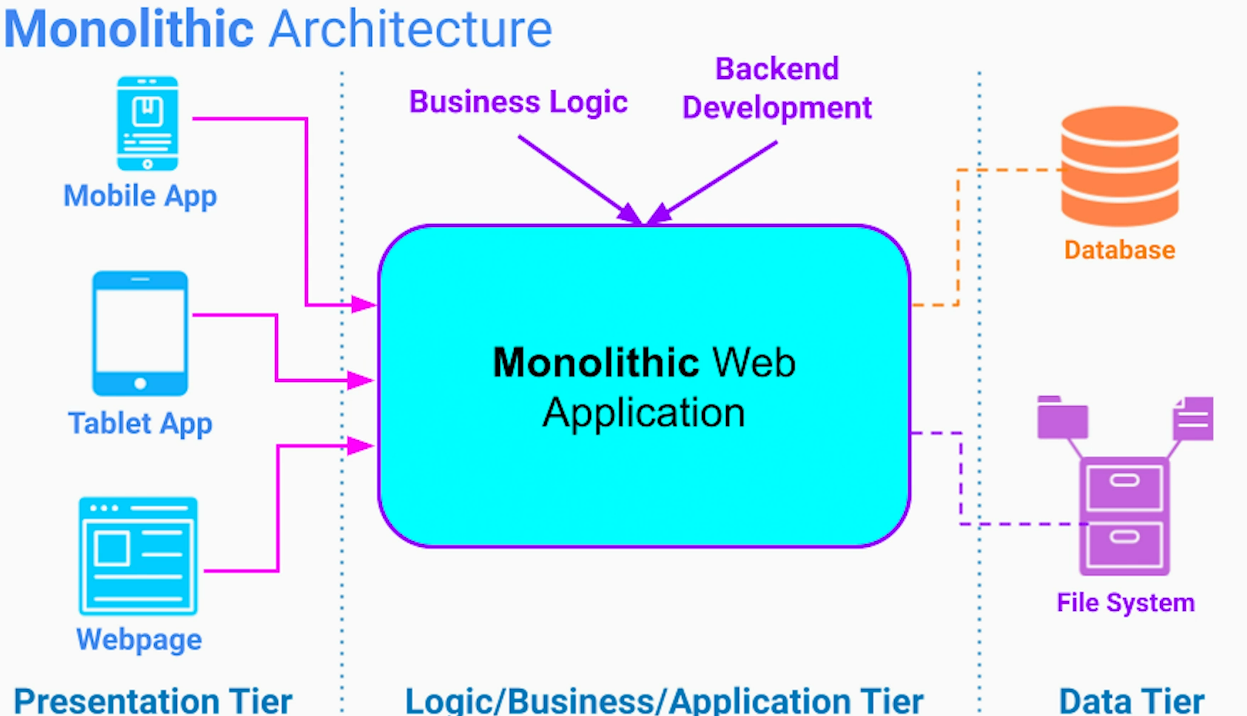 Monolithic Architecture
Mobile App
Tablet App
Webpage
Presentation Tier
Business Logic
Backend
Development
Monolithic Web
Application
Logic/Business/Application Tier
Database
File System
Data Tier